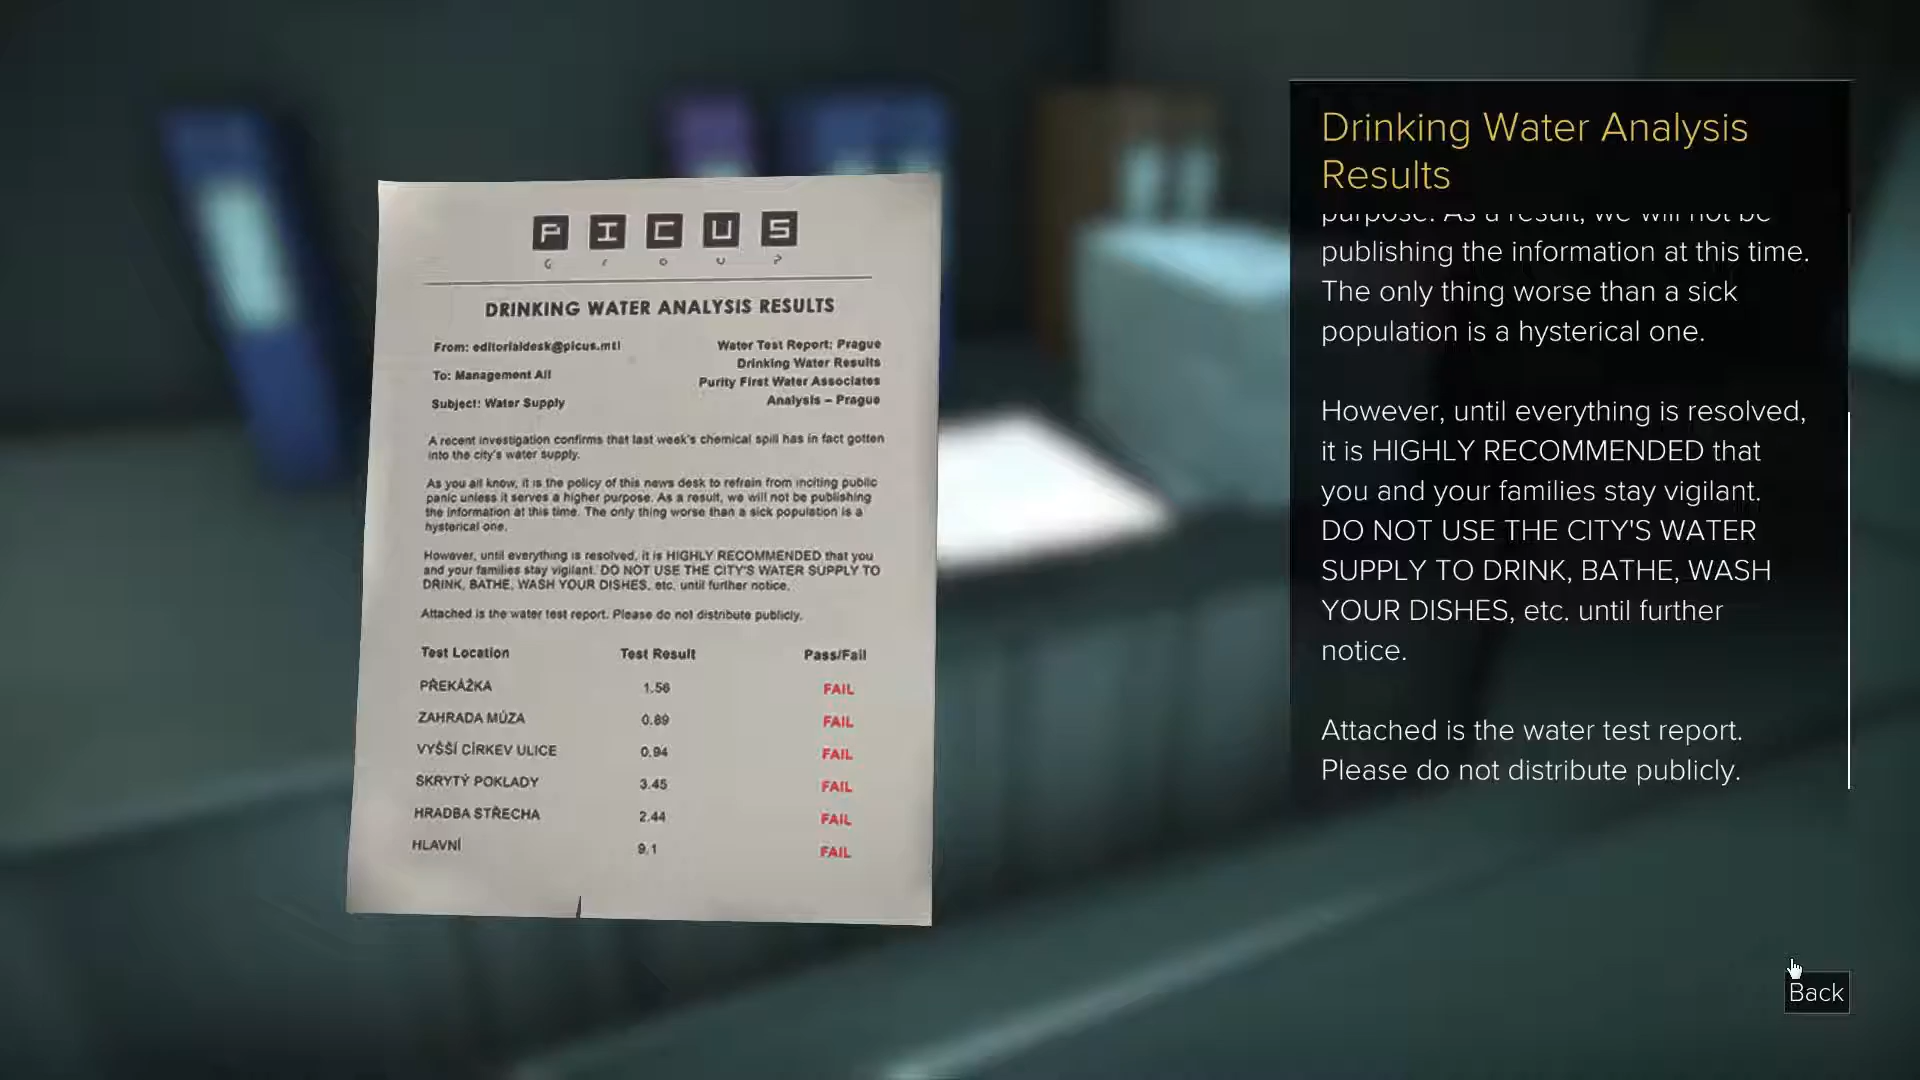 PICUS
Group
DRINKING WATER ANALYSIS RESULTS
From: editorialdesk@picus.mtl
To: Management All
Subject: Water Supply
Water Test Report: Prague
Drinking Water Results
Purity First Water Associates
Analysis – Prague
A recent investigation confirms that last week's chemical spill has in fact gotten
into the city's water supply.
As you all know, it is the policy of this news desk to refrain from inciting public
panic unless it serves a higher purpose. As a result, we will not be publishing
the information at this time. The only thing worse than a sick population is a
hysterical one.
However, until everything is resolved, it is HIGHLY RECOMMENDED that you
and your families stay vigilant. DO NOT USE THE CITY'S WATER SUPPLY TO
DRINK, BATHE, WASH YOUR DISHES, etc. until further notice.
Attached is the water test report. Please do not distribute publicly.
Test Location Test Result Pass/Fail
PŘEKÁŽKA 1.56 FAIL
ZAHRADA MÚZA 0.89 FAIL
VYŠŠÍ CÍRKEV ULICE 0.94 FAIL
SKRYTÝ POKLADY 3.45 FAIL
HRADBA STŘECHA 2.44 FAIL
HLAVNÍ 9.1 FAIL
Drinking Water Analysis
Results
purpose. As a result, we will not be
publishing the information at this time.
The only thing worse than a sick
population is a hysterical one.
However, until everything is resolved,
it is HIGHLY RECOMMENDED that
you and your families stay vigilant.
DO NOT USE THE CITY'S WATER
SUPPLY TO DRINK, BATHE, WASH
YOUR DISHES, etc. until further
notice.
Attached is the water test report.
Please do not distribute publicly.
Back